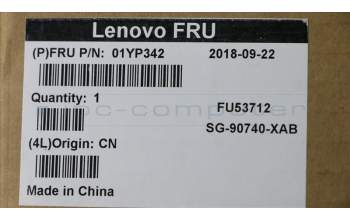 Lenovo FRU
(P)FRU P/N: 01YP342 2018-09-22
Quantity: 1
FU53712
SG-90740-XAB
(4L)Origin: CN
Made in China